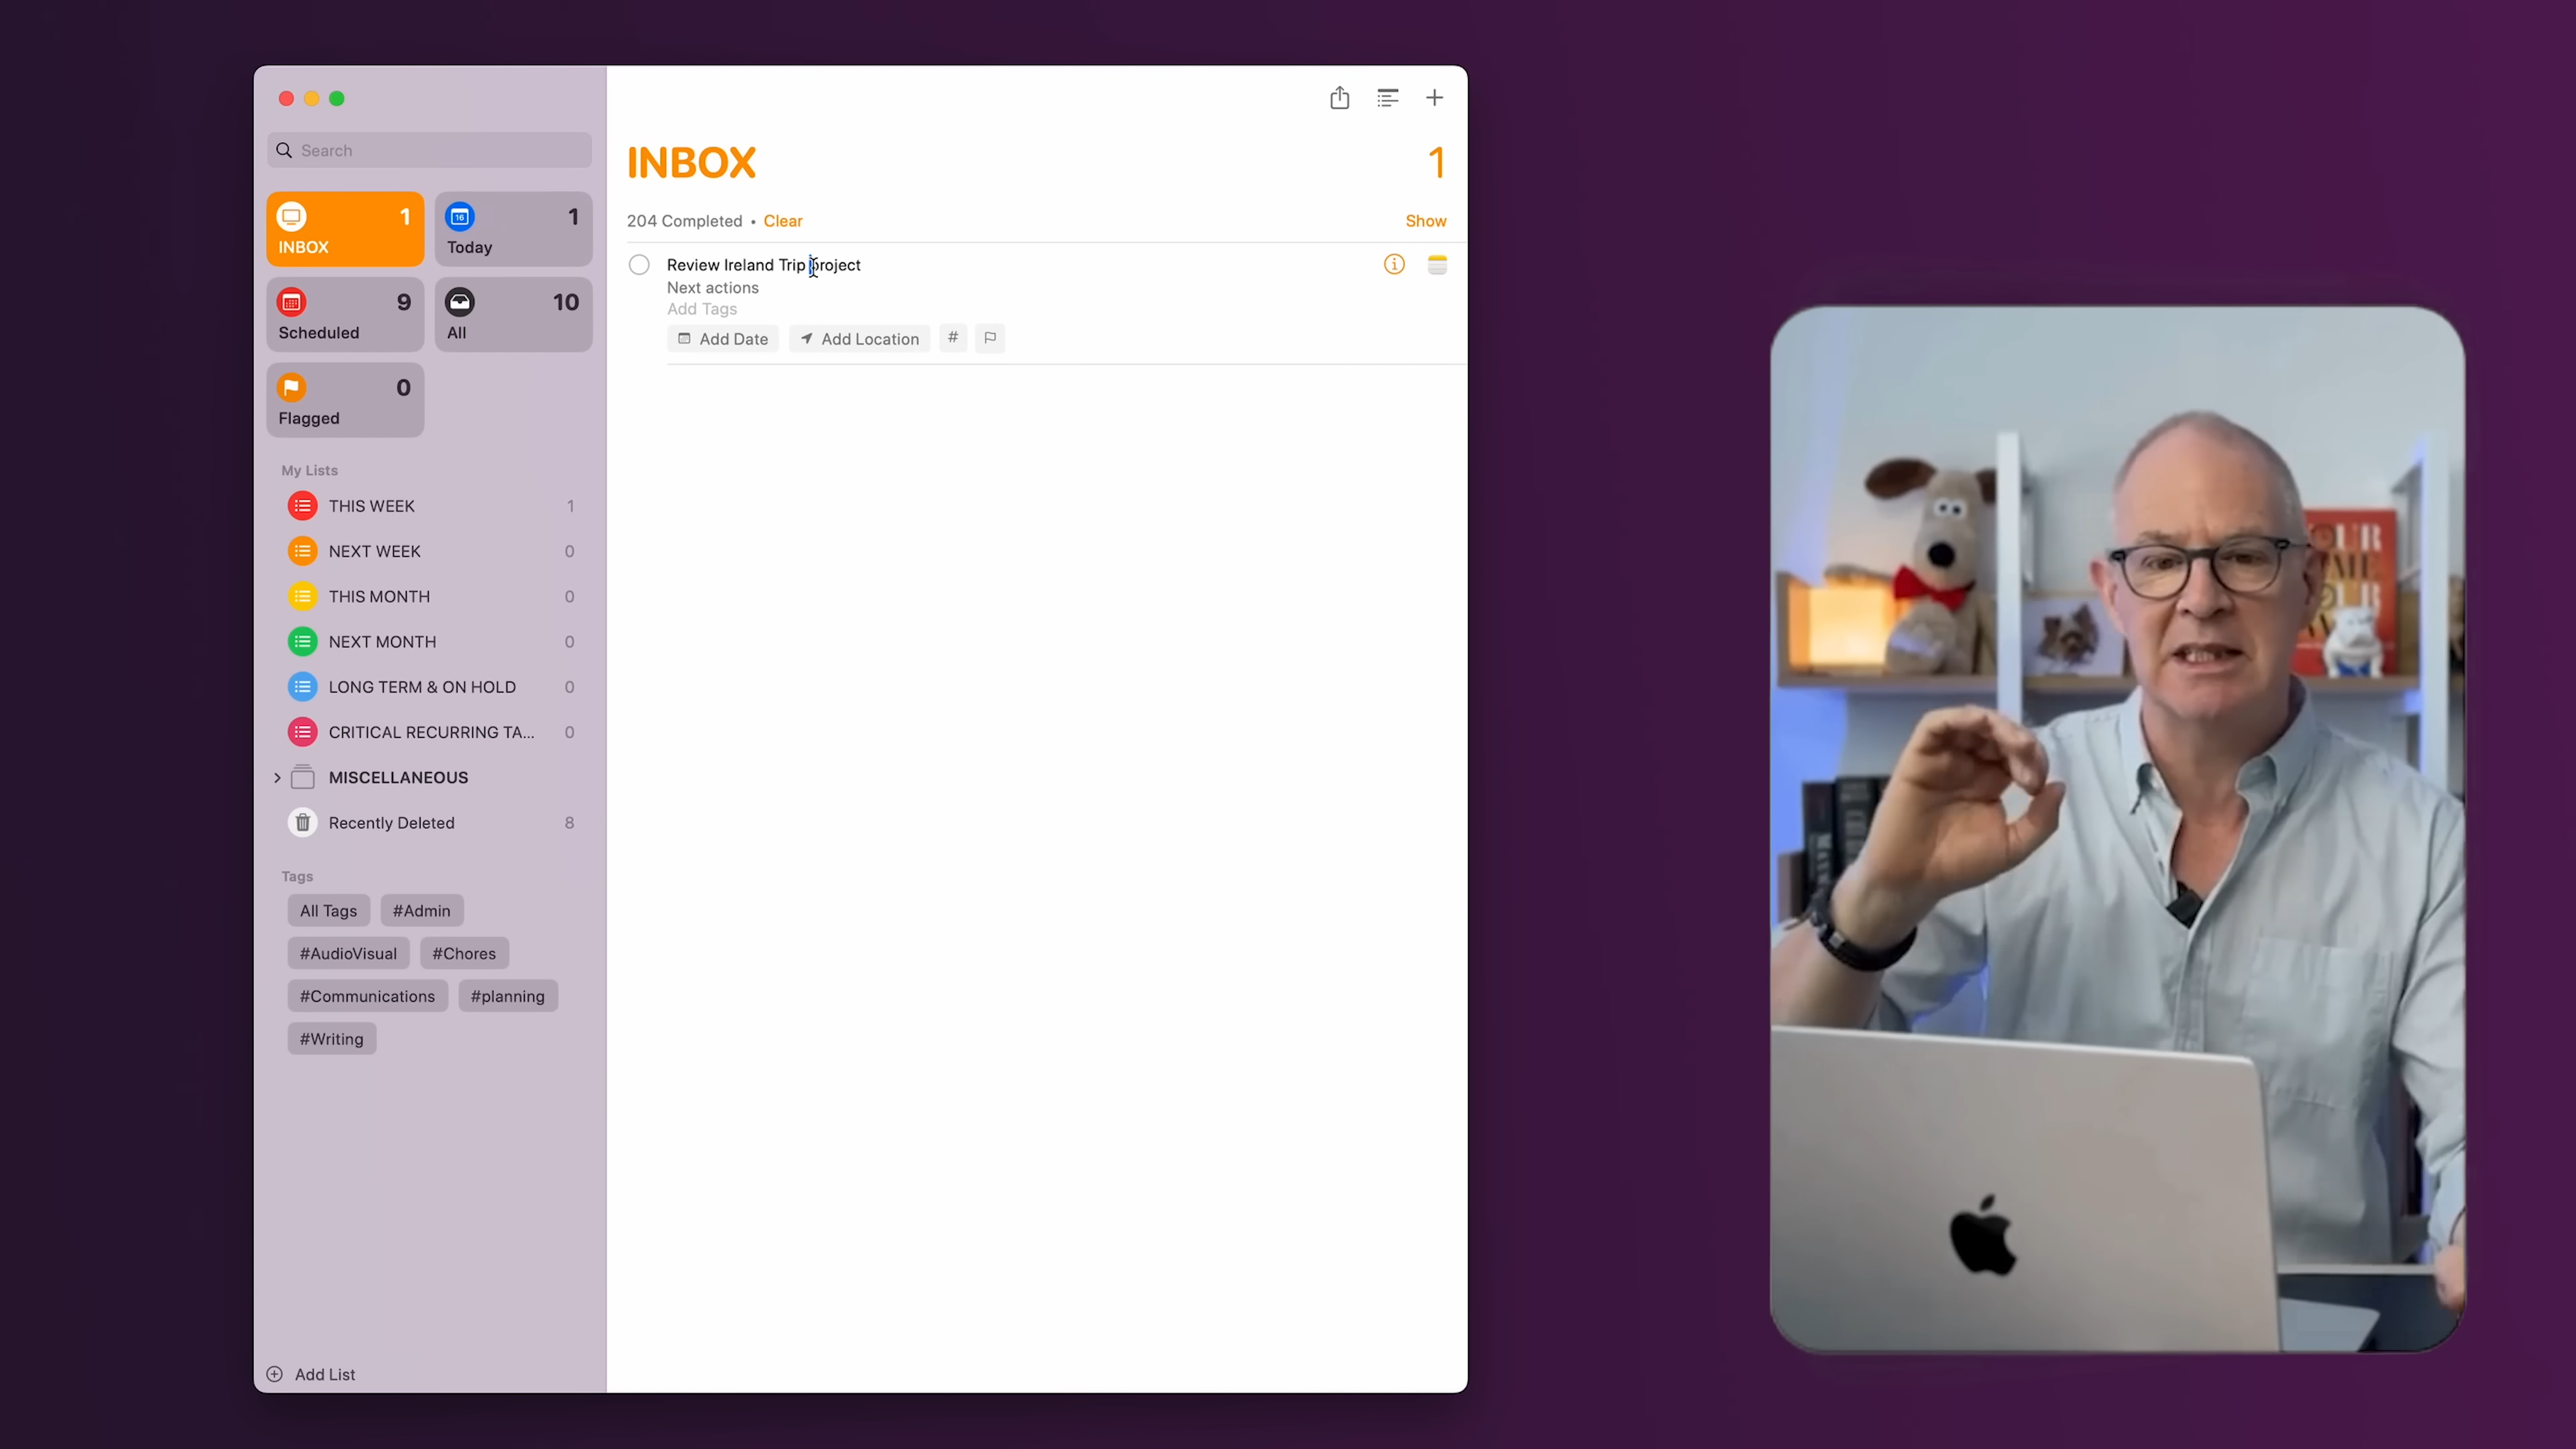 Search
INBOX 1
Today 1
Scheduled 9
All 10
Flagged 0
My Lists
THIS WEEK 1
NEXT WEEK 0
THIS MONTH 0
NEXT MONTH 0
LONG TERM & ON HOLD 0
CRITICAL RECURRING TA... 0
MISCELLANEOUS
Recently Deleted 8
Tags
All Tags #Admin
#AudioVisual #Chores
#Communications #planning
#Writing
Add List
INBOX 1
204 Completed • Clear Show
Review Ireland Trip project
Next actions
Add Tags
Add Date Add Location #